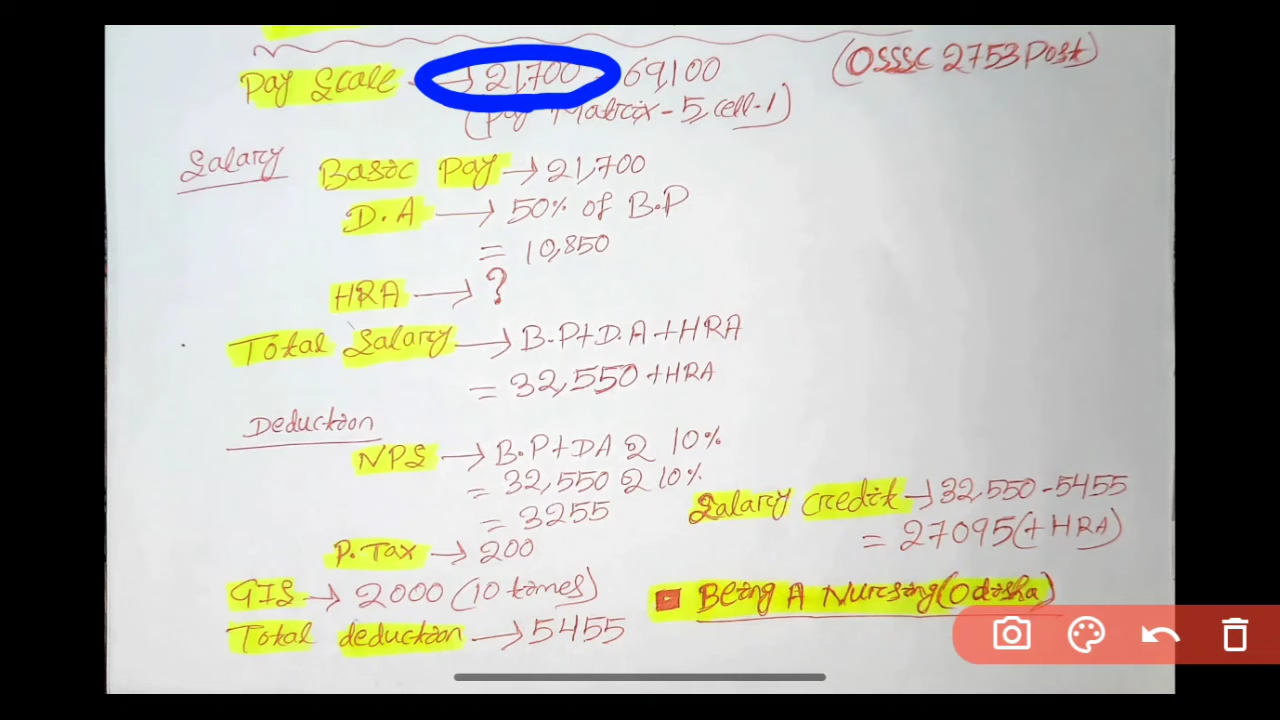 (OSSSC 2753 Post)
Pay Scale → 21,700 - 69,100
(Pay Matrix - 5, cell-1)
Salary
Basic Pay → 21,700
D.A → 50% of B.P
= 10,850
HRA → ?
Total Salary → B.P+D.A+HRA
= 32,550 +HRA
Deduction
NPS → B.P+DA @ 10%
= 32,550 @ 10%
= 3255
P.Tax → 200
GIS → 2000 (10 times)
Total deduction → 5455
Salary credit → 32,550-5455
= 27095(+HRA)
Being A Nursing(Odisha)